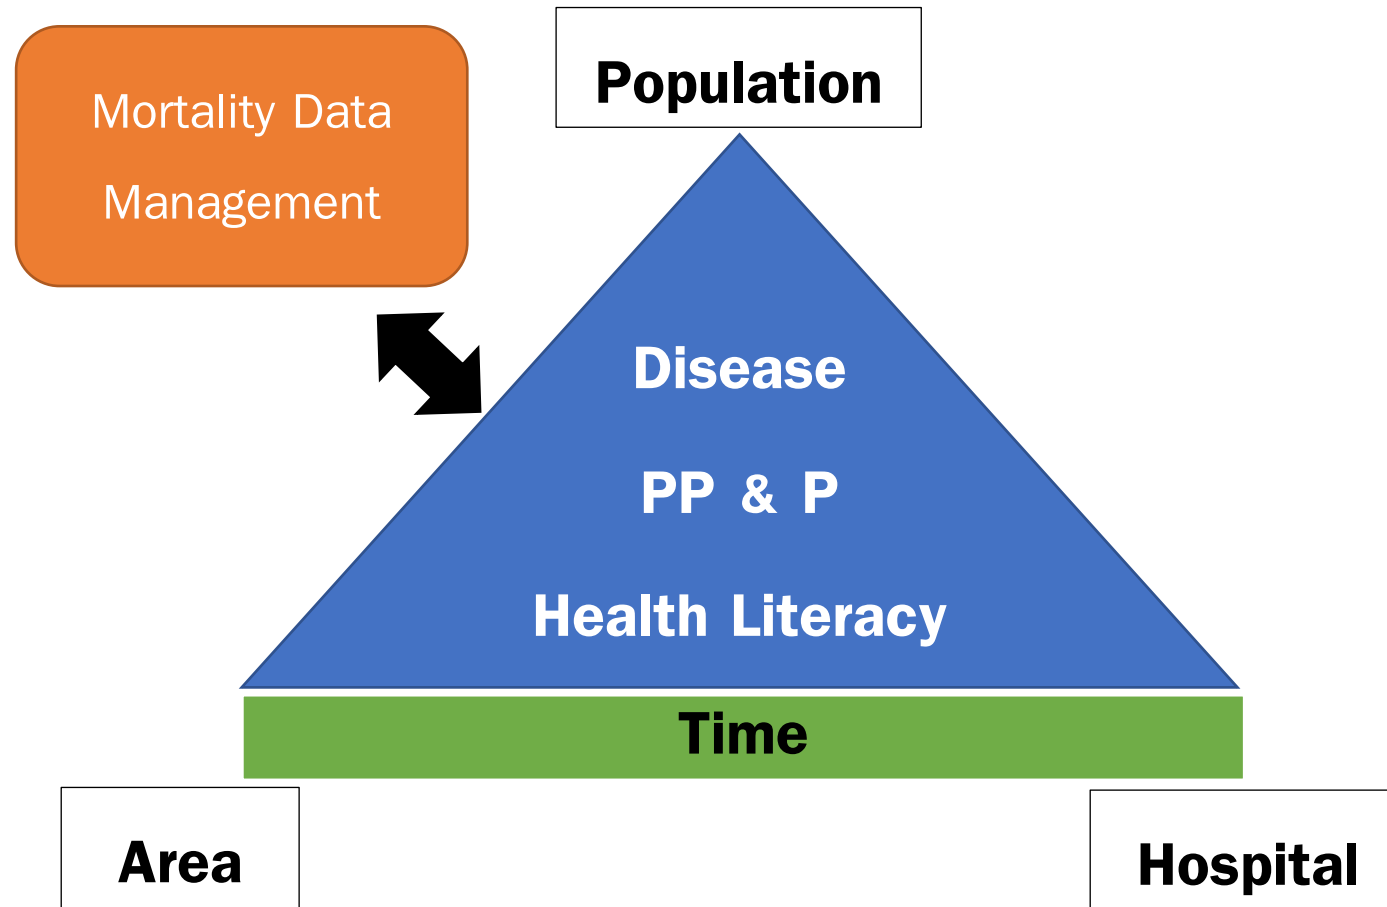 Mortality Data
Management
Population
Disease
PP & P
Health Literacy
Time
Area
Hospital